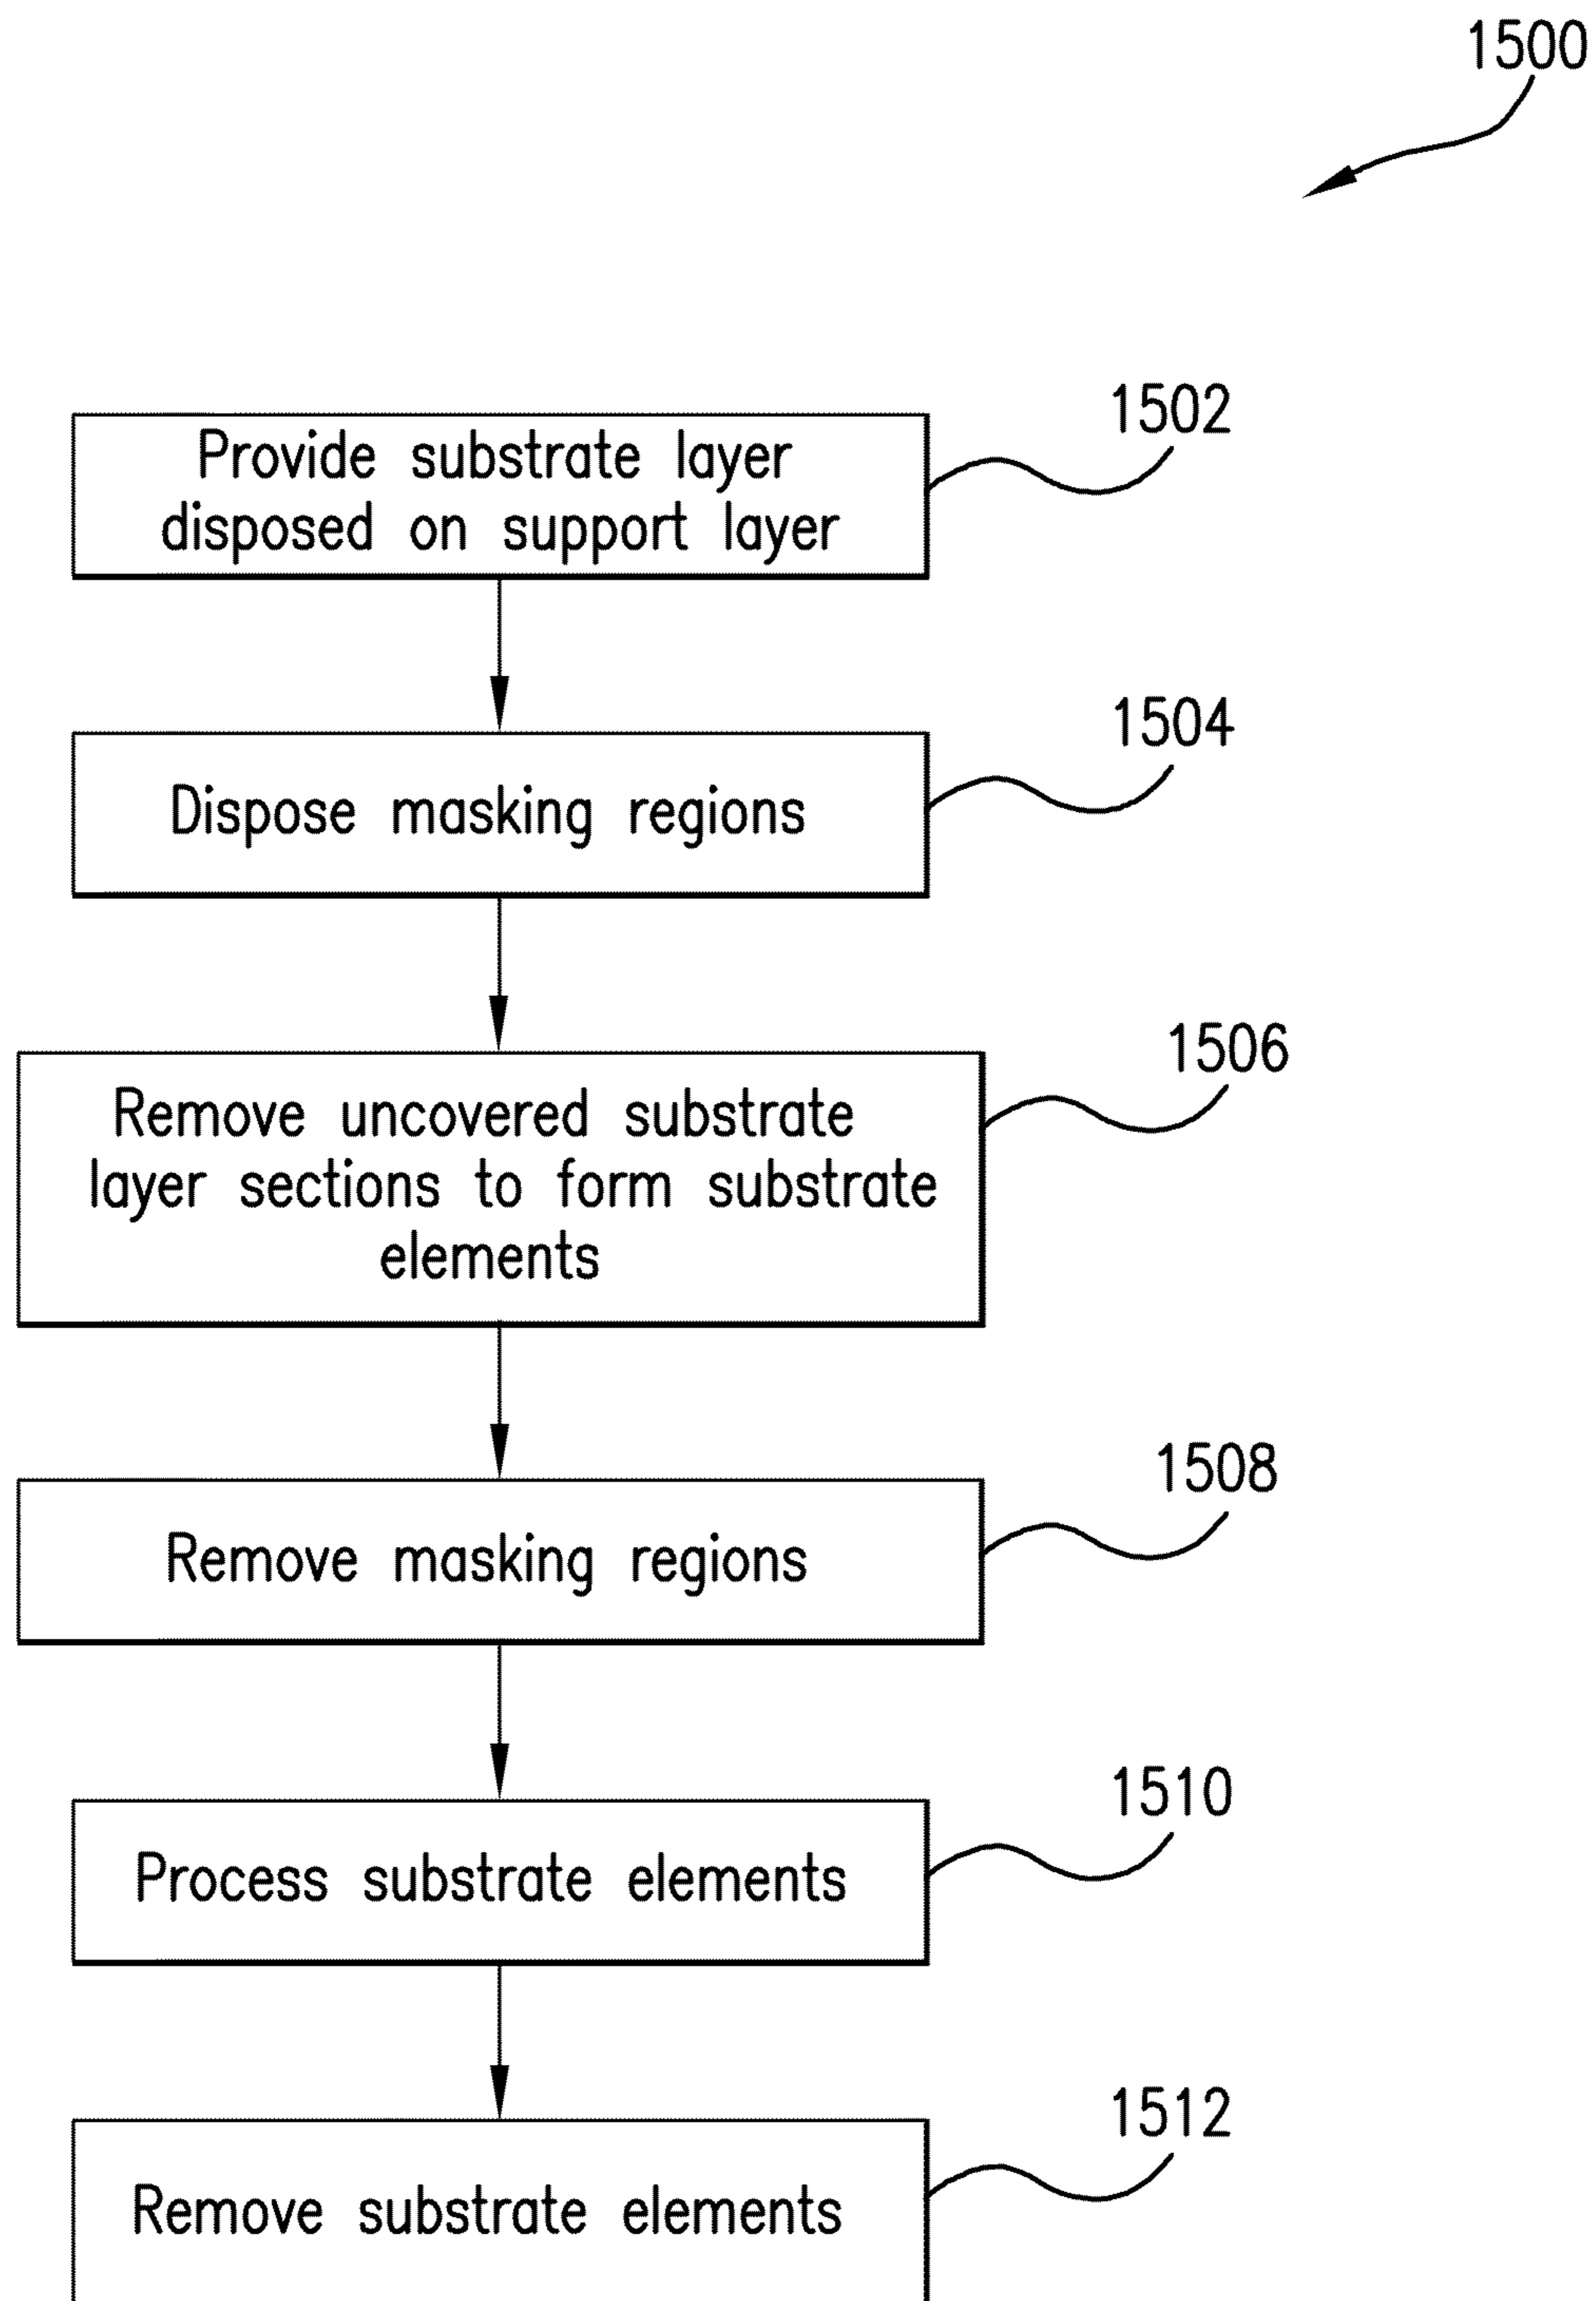 1500
Provide substrate layer
disposed on support layer
1502
Dispose masking regions
1504
Remove uncovered substrate
layer sections to form substrate
elements
1506
Remove masking regions
1508
Process substrate elements
1510
Remove substrate elements
1512